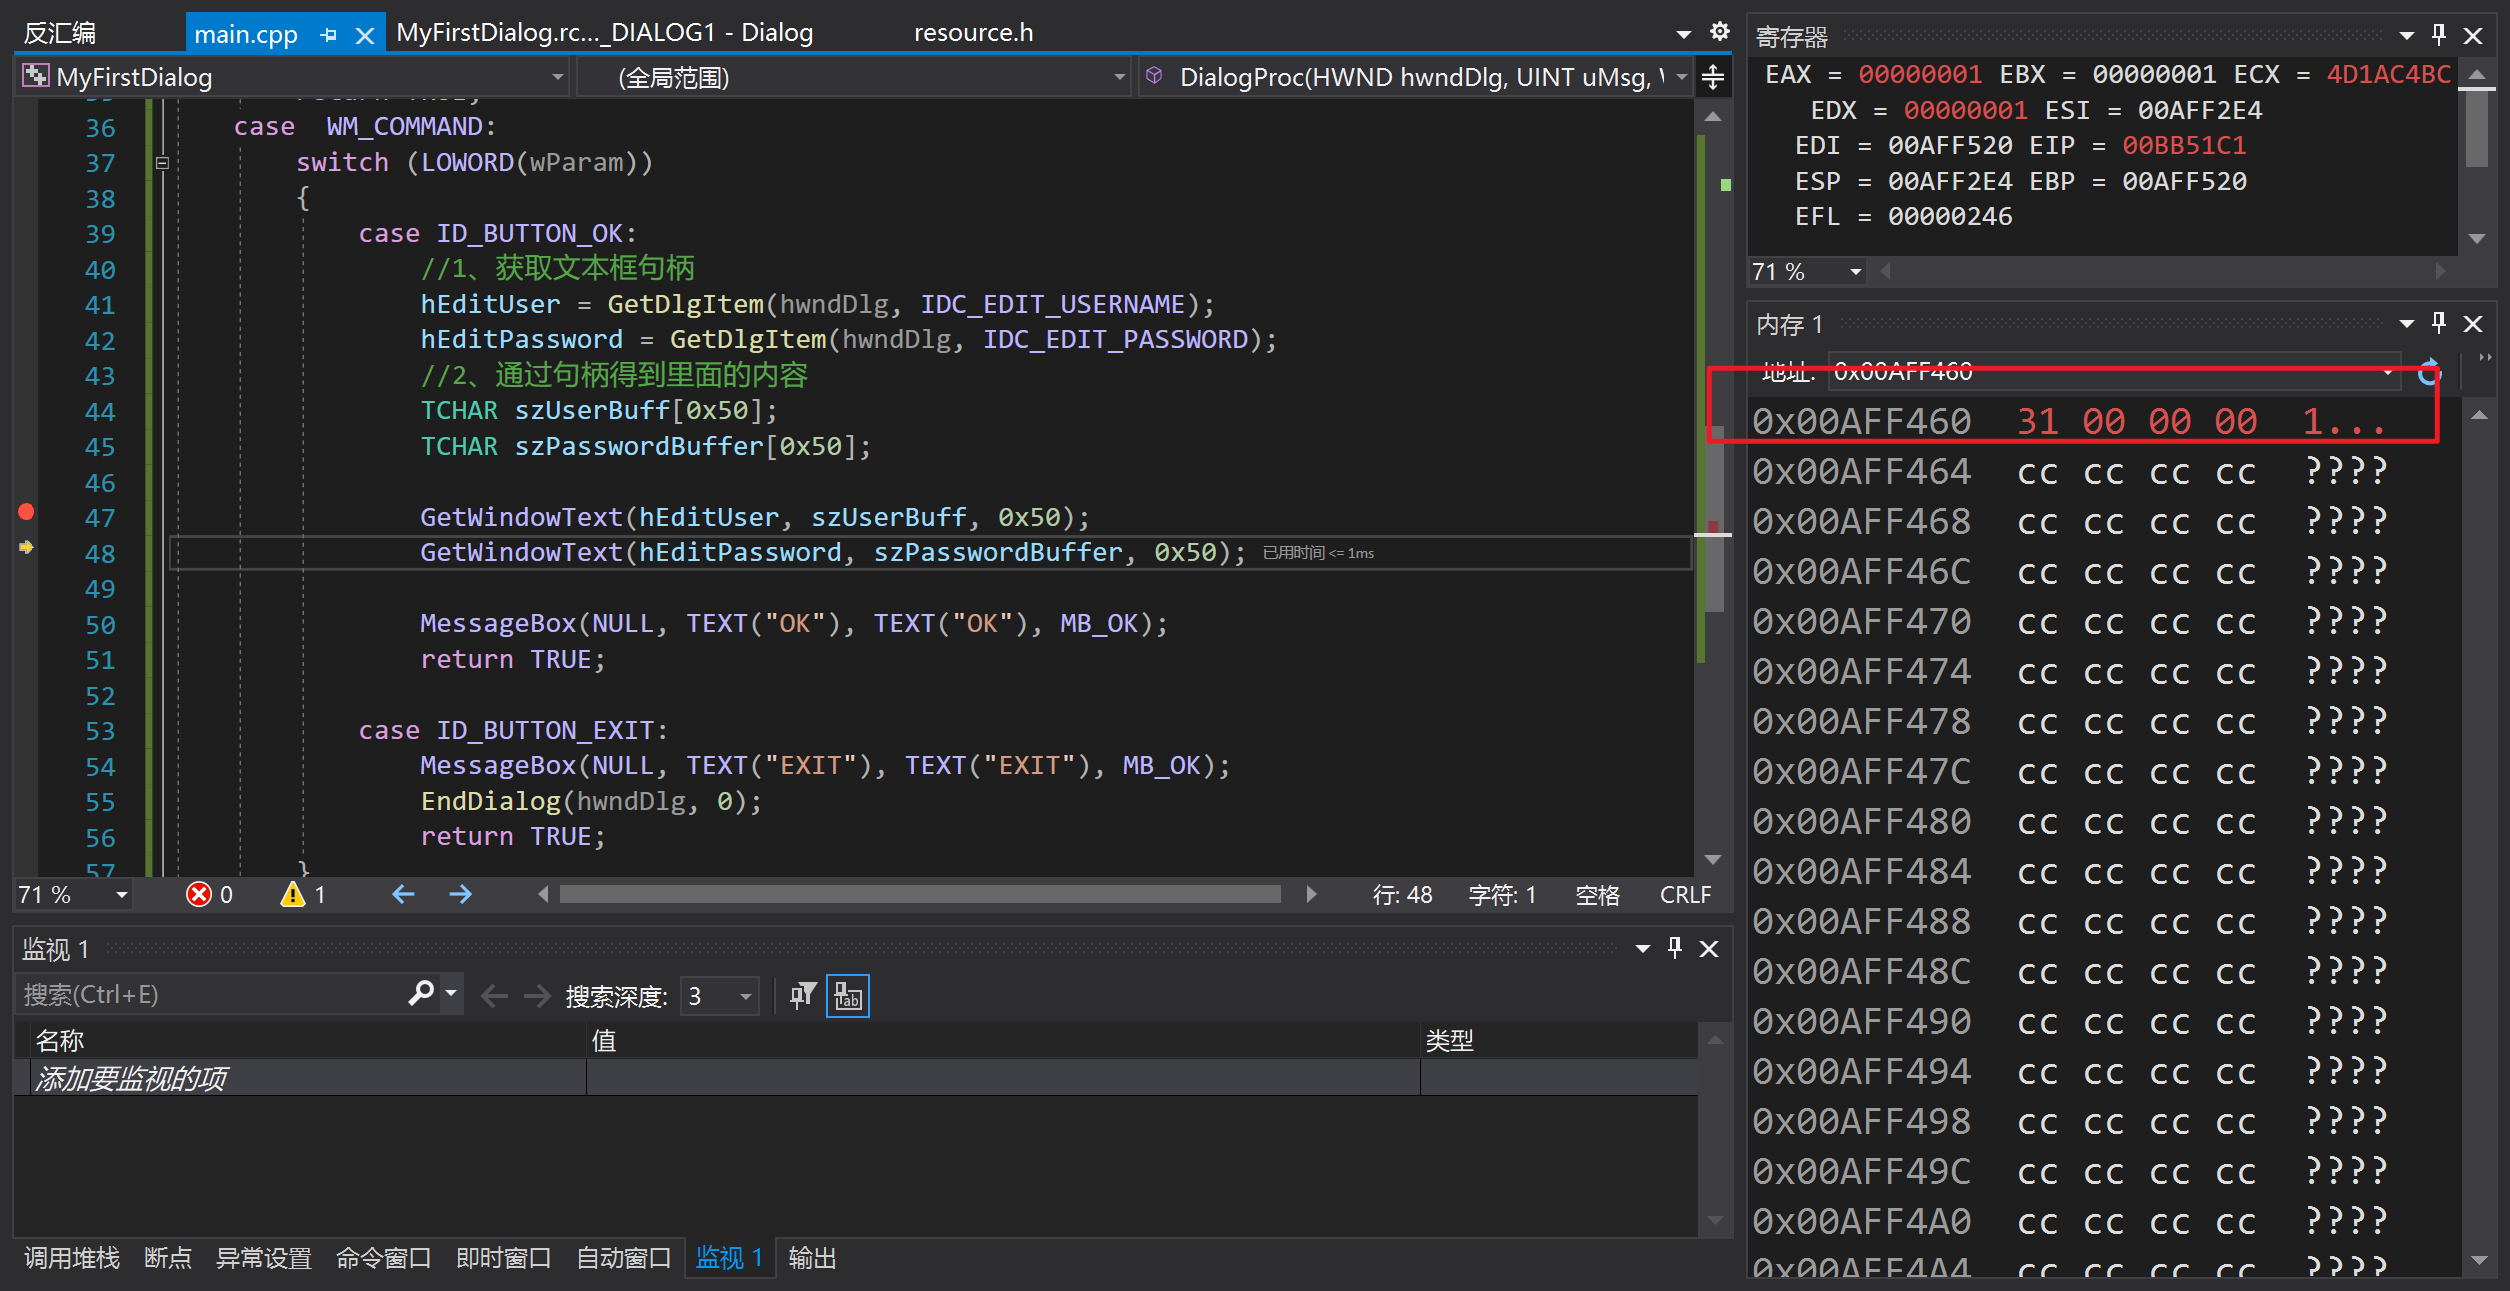 反汇编
main.cpp
MyFirstDialog.rc..._DIALOG1 - Dialog
resource.h
MyFirstDialog
(全局范围)
DialogProc(HWND hwndDlg, UINT uMsg, 
36 case  WM_COMMAND:
37 switch (LOWORD(wParam))
38 {
39 case ID_BUTTON_OK:
40 //1、获取文本框句柄
41 hEditUser = GetDlgItem(hwndDlg, IDC_EDIT_USERNAME);
42 hEditPassword = GetDlgItem(hwndDlg, IDC_EDIT_PASSWORD);
43 //2、通过句柄得到里面的内容
44 TCHAR szUserBuff[0x50];
45 TCHAR szPasswordBuffer[0x50];
46
47 GetWindowText(hEditUser, szUserBuff, 0x50);
48 GetWindowText(hEditPassword, szPasswordBuffer, 0x50); 已用时间 <= 1ms
49
50 MessageBox(NULL, TEXT("OK"), TEXT("OK"), MB_OK);
51 return TRUE;
52
53 case ID_BUTTON_EXIT:
54 MessageBox(NULL, TEXT("EXIT"), TEXT("EXIT"), MB_OK);
55 EndDialog(hwndDlg, 0);
56 return TRUE;
57 }
71 % 0 1 行: 48 字符: 1 空格 CRLF
监视 1
搜索(Ctrl+E) 搜索深度: 3
名称 值 类型
添加要监视的项
调用堆栈 断点 异常设置 命令窗口 即时窗口 自动窗口 监视 1 输出
寄存器
EAX = 00000001 EBX = 00000001 ECX = 4D1AC4BC
EDX = 00000001 ESI = 00AFF2E4
EDI = 00AFF520 EIP = 00BB51C1
ESP = 00AFF2E4 EBP = 00AFF520
EFL = 00000246
71 %
内存 1
地址: 0x00AFF460
0x00AFF460 31 00 00 00 1...
0x00AFF464 cc cc cc cc ????
0x00AFF468 cc cc cc cc ????
0x00AFF46C cc cc cc cc ????
0x00AFF470 cc cc cc cc ????
0x00AFF474 cc cc cc cc ????
0x00AFF478 cc cc cc cc ????
0x00AFF47C cc cc cc cc ????
0x00AFF480 cc cc cc cc ????
0x00AFF484 cc cc cc cc ????
0x00AFF488 cc cc cc cc ????
0x00AFF48C cc cc cc cc ????
0x00AFF490 cc cc cc cc ????
0x00AFF494 cc cc cc cc ????
0x00AFF498 cc cc cc cc ????
0x00AFF49C cc cc cc cc ????
0x00AFF4A0 cc cc cc cc ????
0x00AFF4A4 cc cc cc cc ????